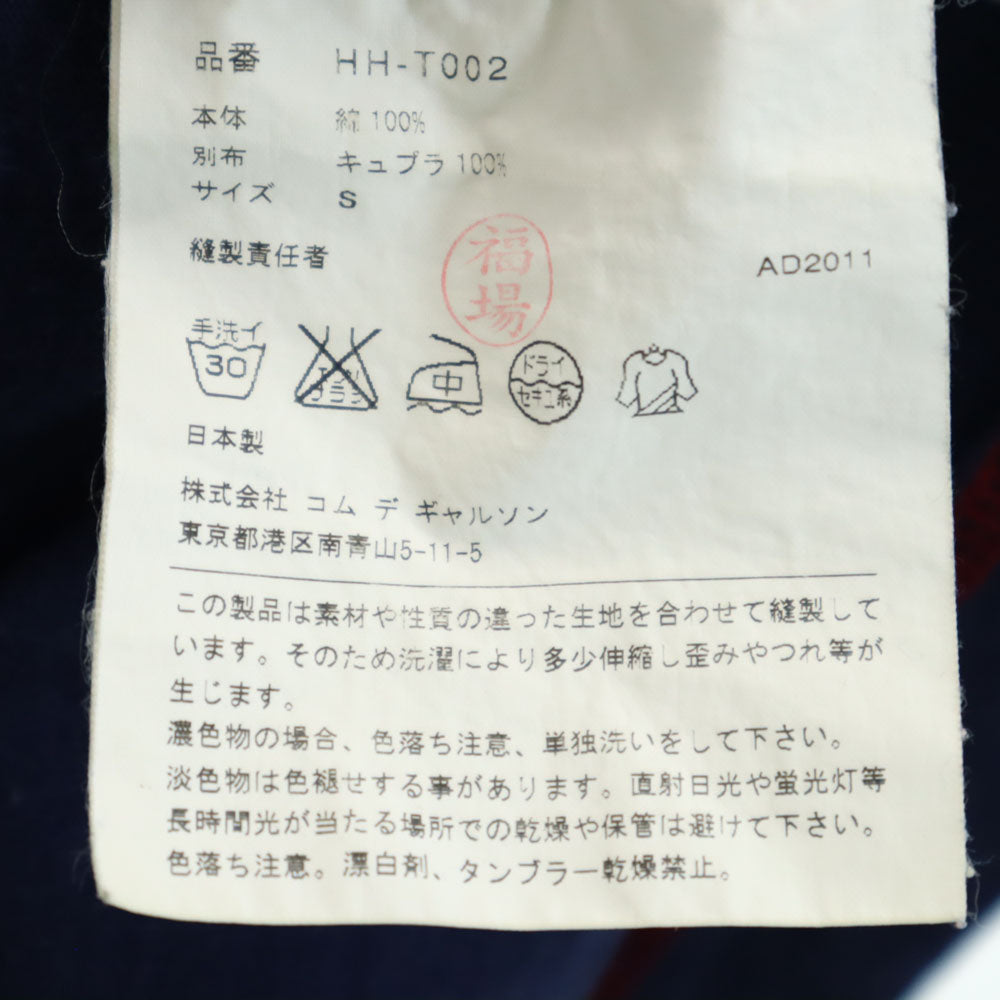 品番 HH-T002
本体 綿 100%
別布 キュプラ 100%
サイズ S
縫製責任者 福場 AD2011
手洗イ 30 中 ドライ セキユ系
日本製
株式会社 コム デ ギャルソン
東京都港区南青山5-11-5
この製品は素材や性質の違った生地を合わせて縫製して
います。そのため洗濯により多少伸縮し歪みやつれ等が
生じます。
濃色物の場合、色落ち注意、単独洗いをして下さい。
淡色物は色褪せする事があります。直射日光や蛍光灯等
長時間光が当たる場所での乾燥や保管は避けて下さい。
色落ち注意。漂白剤、タンブラー乾燥禁止。